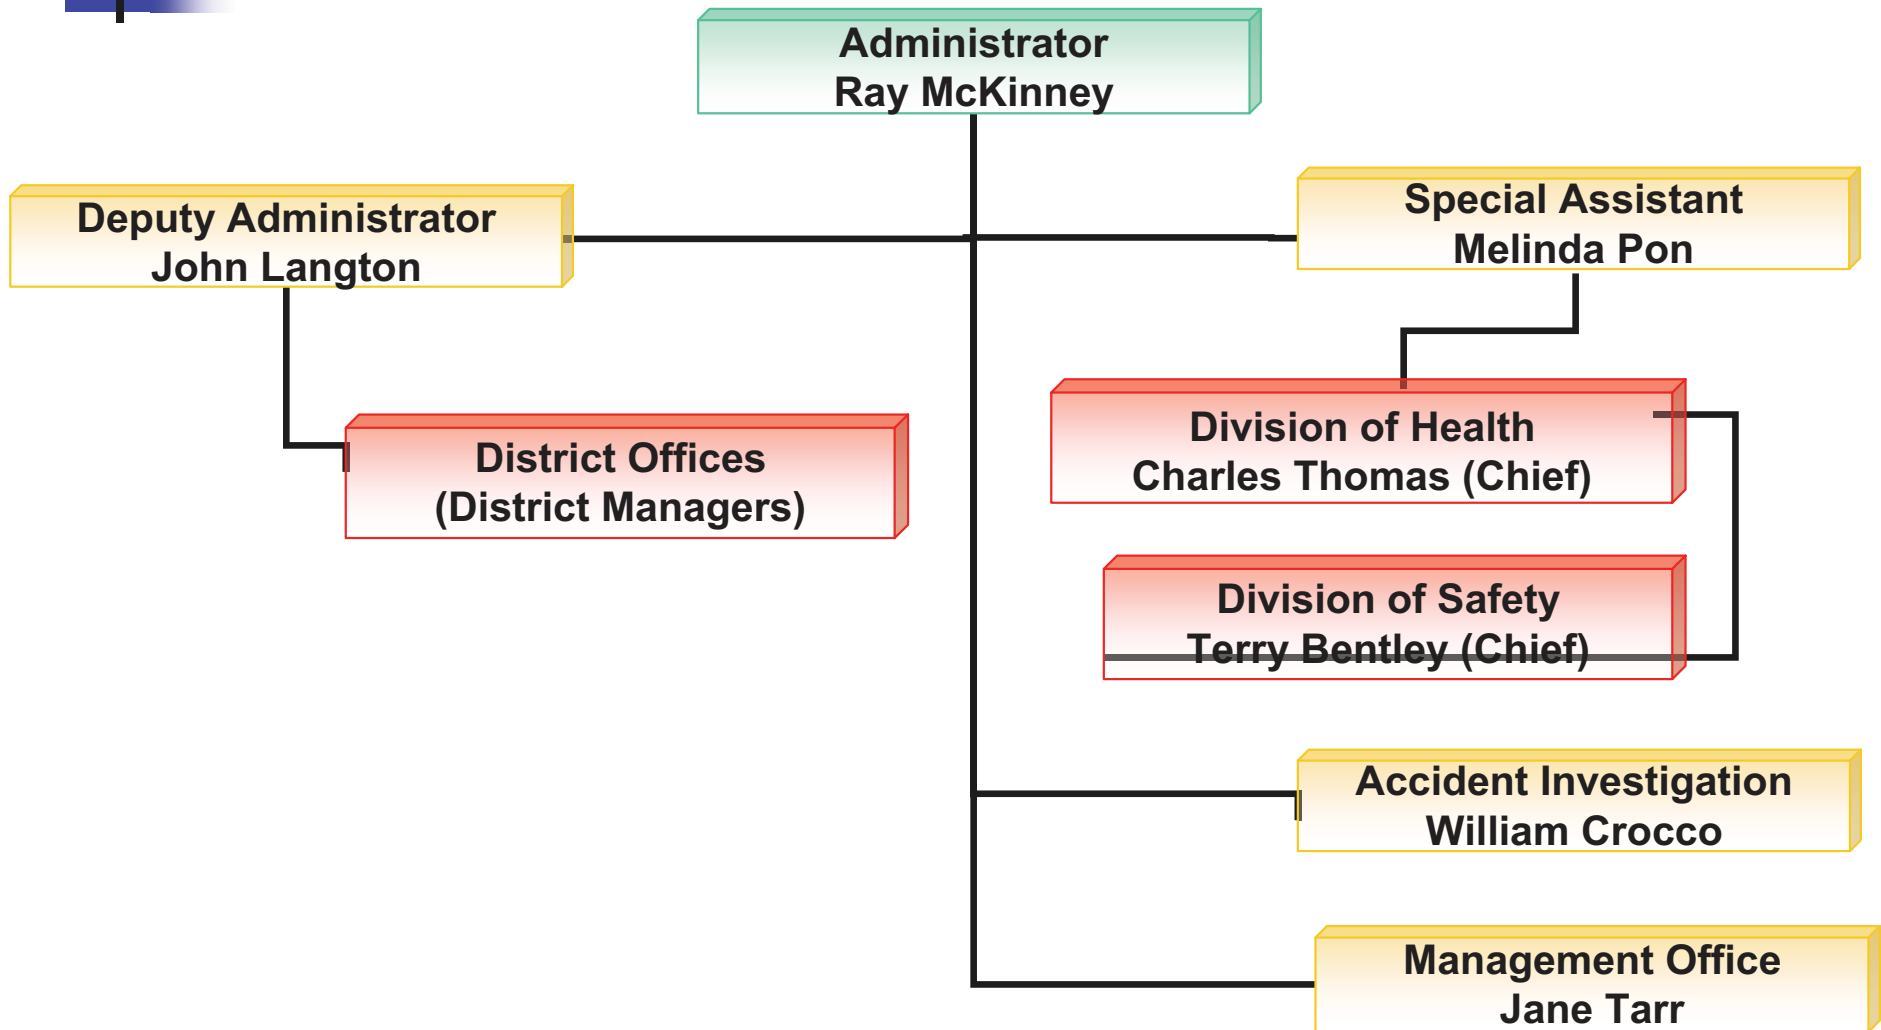 Administrator
Ray McKinney
Deputy Administrator
John Langton
Special Assistant
Melinda Pon
District Offices
(District Managers)
Division of Health
Charles Thomas (Chief)
Division of Safety
Terry Bentley (Chief)
Accident Investigation
William Crocco
Management Office
Jane Tarr